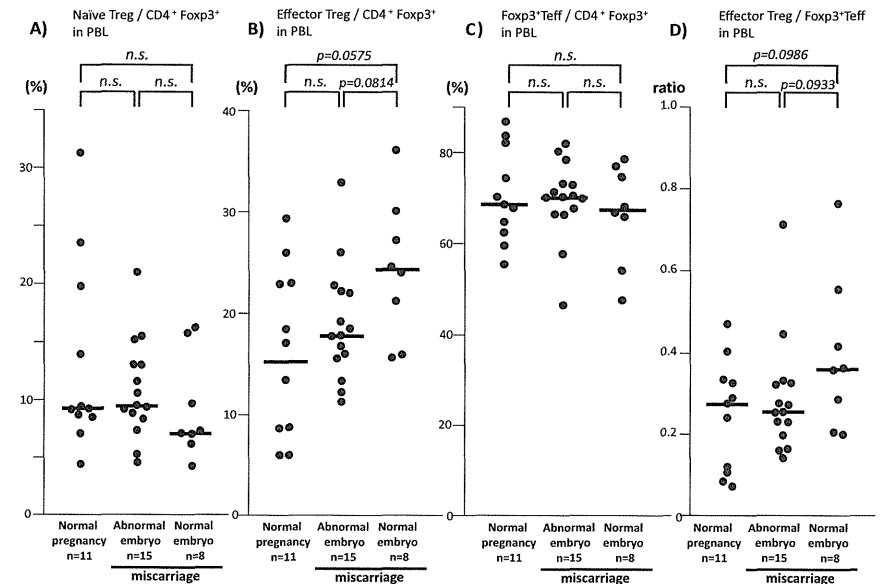 A) Naïve Treg / CD4+ Foxp3+
in PBL
n.s.
n.s. n.s.
(%)
30
20
10
0
Normal pregnancy n=11
Abnormal embryo n=15
Normal embryo n=8
miscarriage
B) Effector Treg / CD4+ Foxp3+
in PBL
p=0.0575
n.s. p=0.0814
(%)
40
30
20
10
0
Normal pregnancy n=11
Abnormal embryo n=15
Normal embryo n=8
miscarriage
C) Foxp3+Teff / CD4+ Foxp3+
in PBL
n.s.
n.s. n.s.
(%)
80
60
40
20
0
Normal pregnancy n=11
Abnormal embryo n=15
Normal embryo n=8
miscarriage
D) Effector Treg / Foxp3+Teff
in PBL
p=0.0986
n.s. p=0.0933
ratio
1.0
0.8
0.6
0.4
0.2
0
Normal pregnancy n=11
Abnormal embryo n=15
Normal embryo n=8
miscarriage